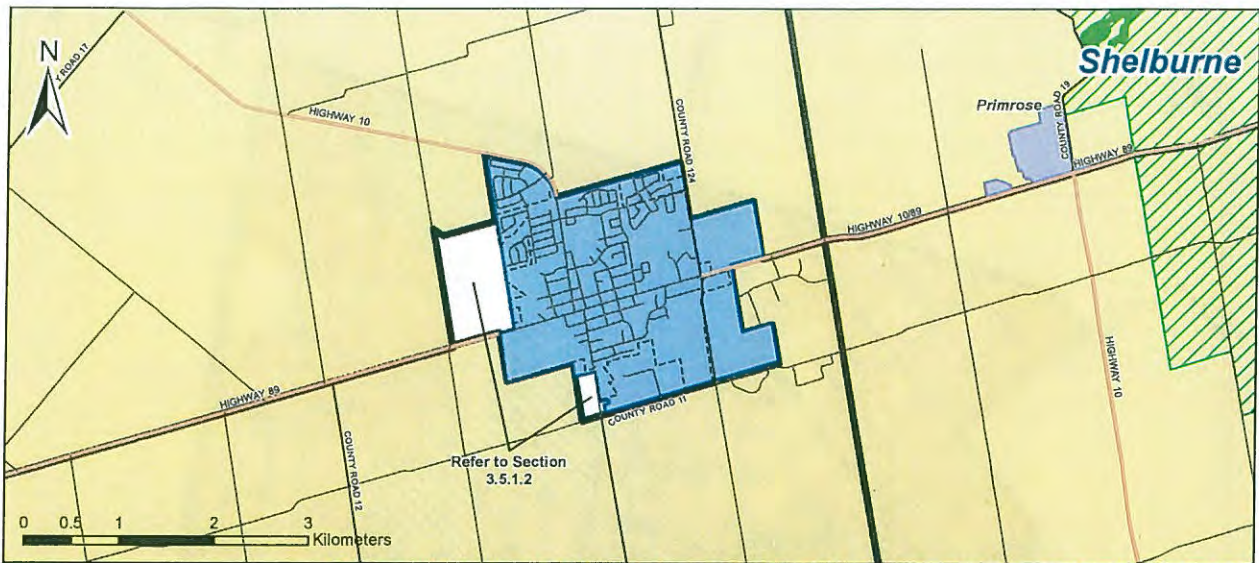 N
Y ROAD 17
HIGHWAY 10
COUNTY ROAD 124
Shelburne
Primrose
COUNTY ROAD 19
HIGHWAY 89
HIGHWAY 10/89
HIGHWAY 10
HIGHWAY 89
COUNTY ROAD 12
COUNTY ROAD 11
Refer to Section
3.5.1.2
0 0.5 1 2 3
Kilometers